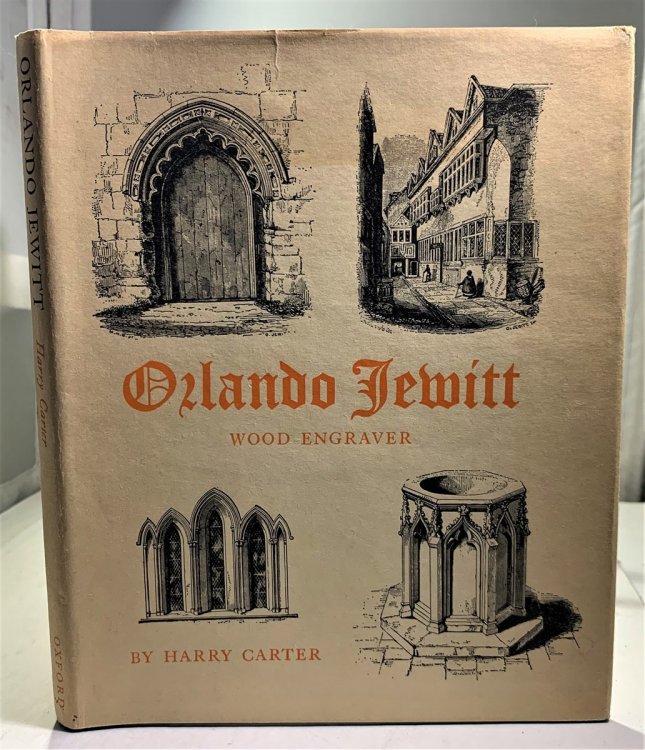 Orlando Jewitt
WOOD ENGRAVER
BY HARRY CARTER
ORLANDO JEWITT
Harry Carter
OXFORD